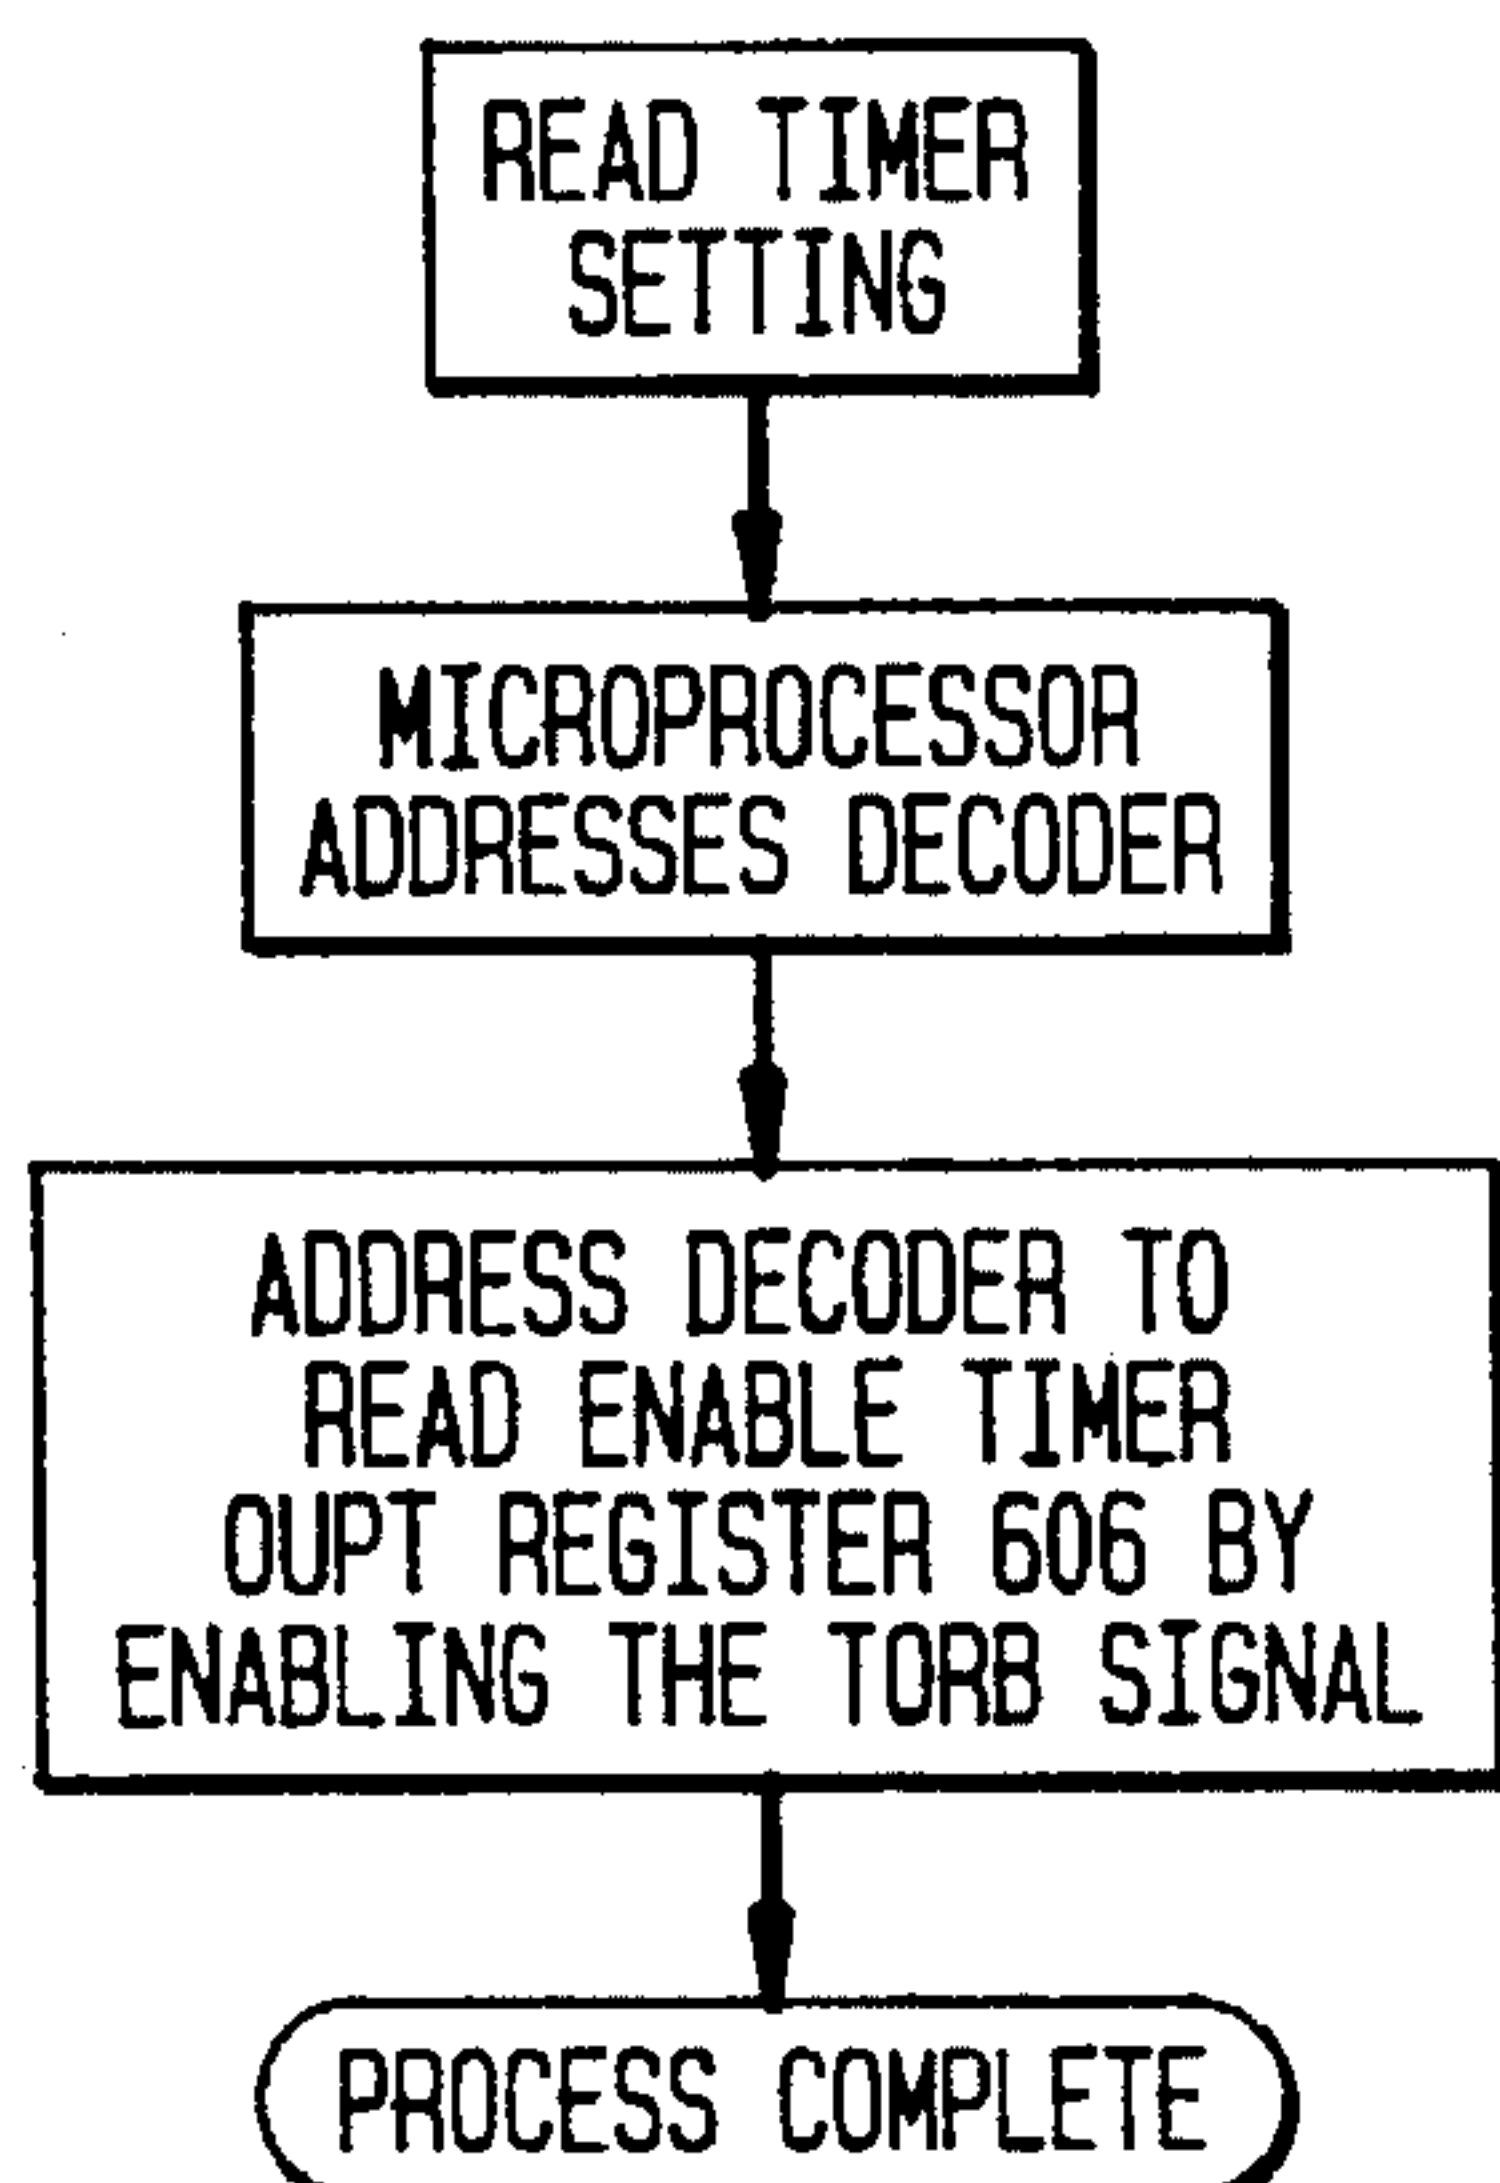 READ TIMER
SETTING
MICROPROCESSOR
ADDRESSES DECODER
ADDRESS DECODER TO
READ ENABLE TIMER
OUPT REGISTER 606 BY
ENABLING THE TORB SIGNAL
PROCESS COMPLETE